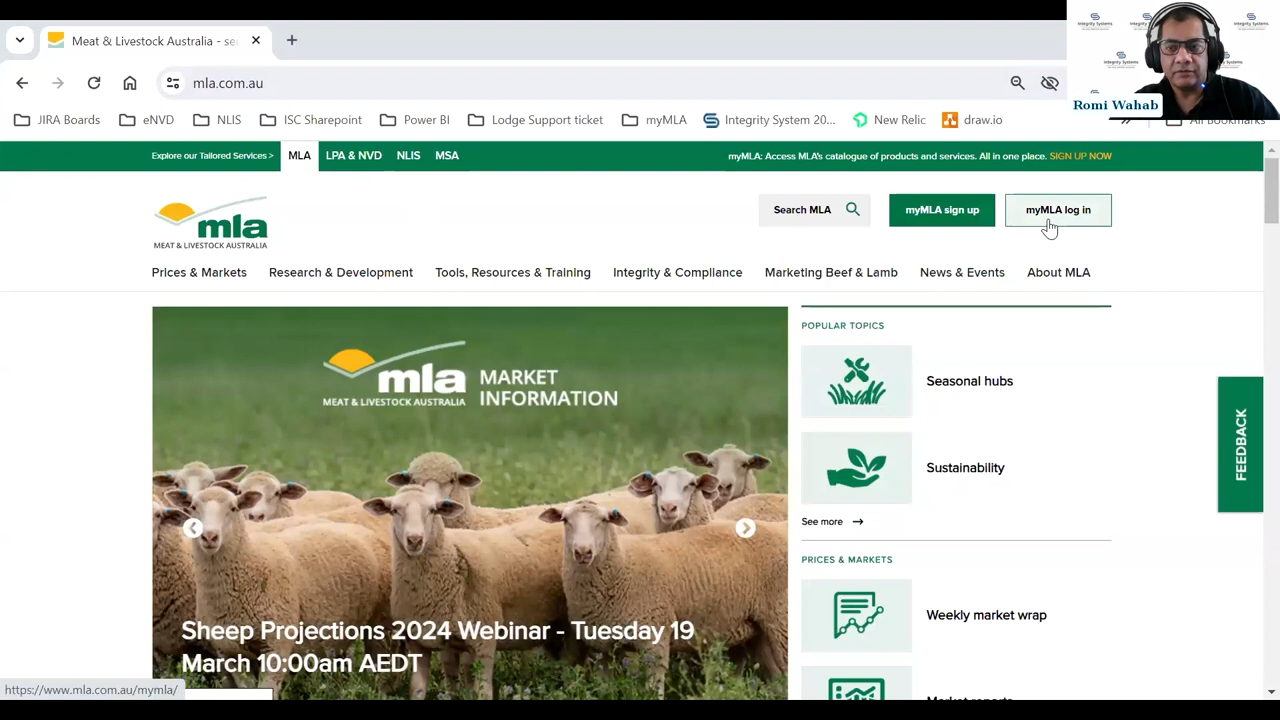 Meat & Livestock Australia - se
mla.com.au
Integrity Systems
Romi Wahab
JIRA Boards
eNVD
NLIS
ISC Sharepoint
Power BI
Lodge Support ticket
myMLA
Integrity System 20...
New Relic
draw.io
All Bookmarks
Explore our Tailored Services >
MLA
LPA & NVD
NLIS
MSA
myMLA: Access MLA's catalogue of products and services. All in one place. SIGN UP NOW
mla
MEAT & LIVESTOCK AUSTRALIA
Search MLA
myMLA sign up
myMLA log in
Prices & Markets
Research & Development
Tools, Resources & Training
Integrity & Compliance
Marketing Beef & Lamb
News & Events
About MLA
mla
MEAT & LIVESTOCK AUSTRALIA
MARKET
INFORMATION
Sheep Projections 2024 Webinar - Tuesday 19
March 10:00am AEDT
POPULAR TOPICS
Seasonal hubs
Sustainability
See more
PRICES & MARKETS
Weekly market wrap
Market reports
FEEDBACK
https://www.mla.com.au/mymla/